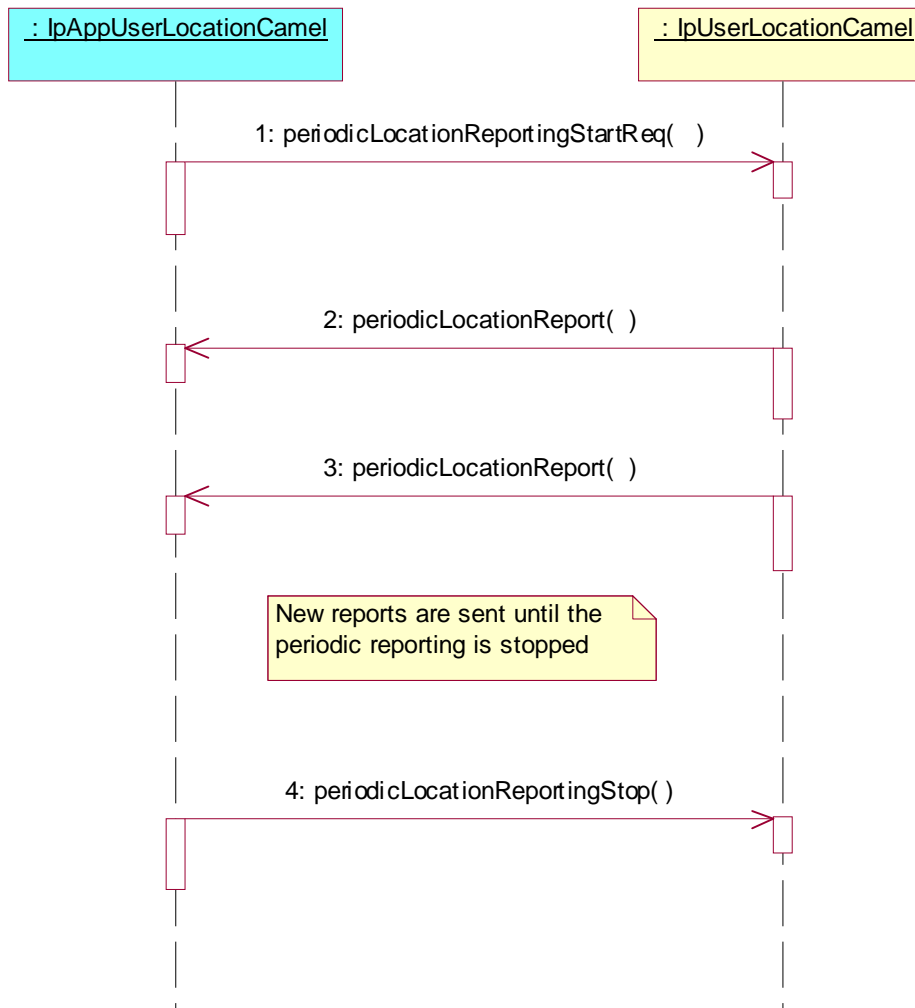 : IpAppUserLocationCamel
: IpUserLocationCamel
1: periodicLocationReportingStartReq( )
2: periodicLocationReport( )
3: periodicLocationReport( )
New reports are sent until the
periodic reporting is stopped
4: periodicLocationReportingStop( )